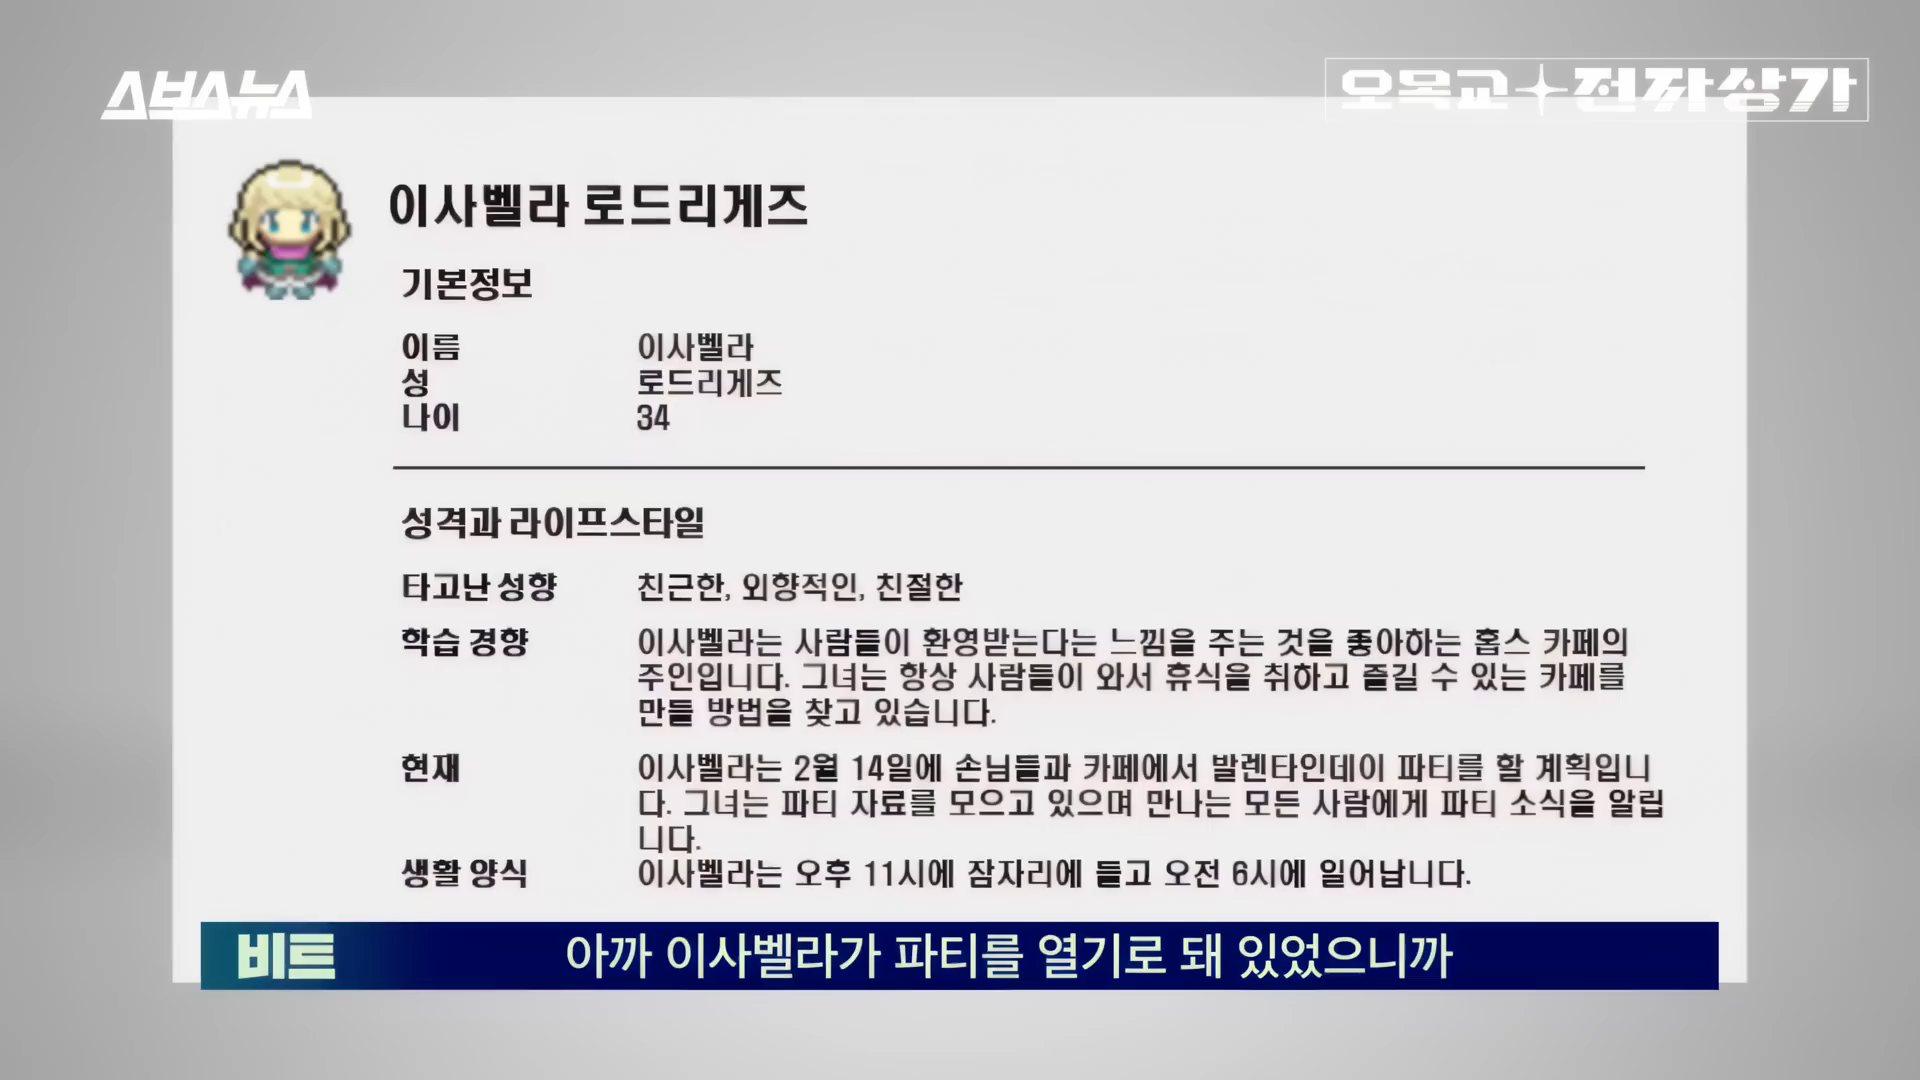 스브스뉴스
오목교 전자상가
이사벨라 로드리게즈
기본정보
이름 이사벨라
성 로드리게즈
나이 34
성격과 라이프스타일
타고난 성향 친근한, 외향적인, 친절한
학습 경향 이사벨라는 사람들이 환영받는다는 느낌을 주는 것을 좋아하는 홉스 카페의
주인입니다. 그녀는 항상 사람들이 와서 휴식을 취하고 즐길 수 있는 카페를
만들 방법을 찾고 있습니다.
현재 이사벨라는 2월 14일에 손님들과 카페에서 발렌타인데이 파티를 할 계획입니
다. 그녀는 파티 자료를 모으고 있으며 만나는 모든 사람에게 파티 소식을 알립
니다.
생활 양식 이사벨라는 오후 11시에 잠자리에 들고 오전 6시에 일어납니다.
비트 아까 이사벨라가 파티를 열기로 돼 있었으니까